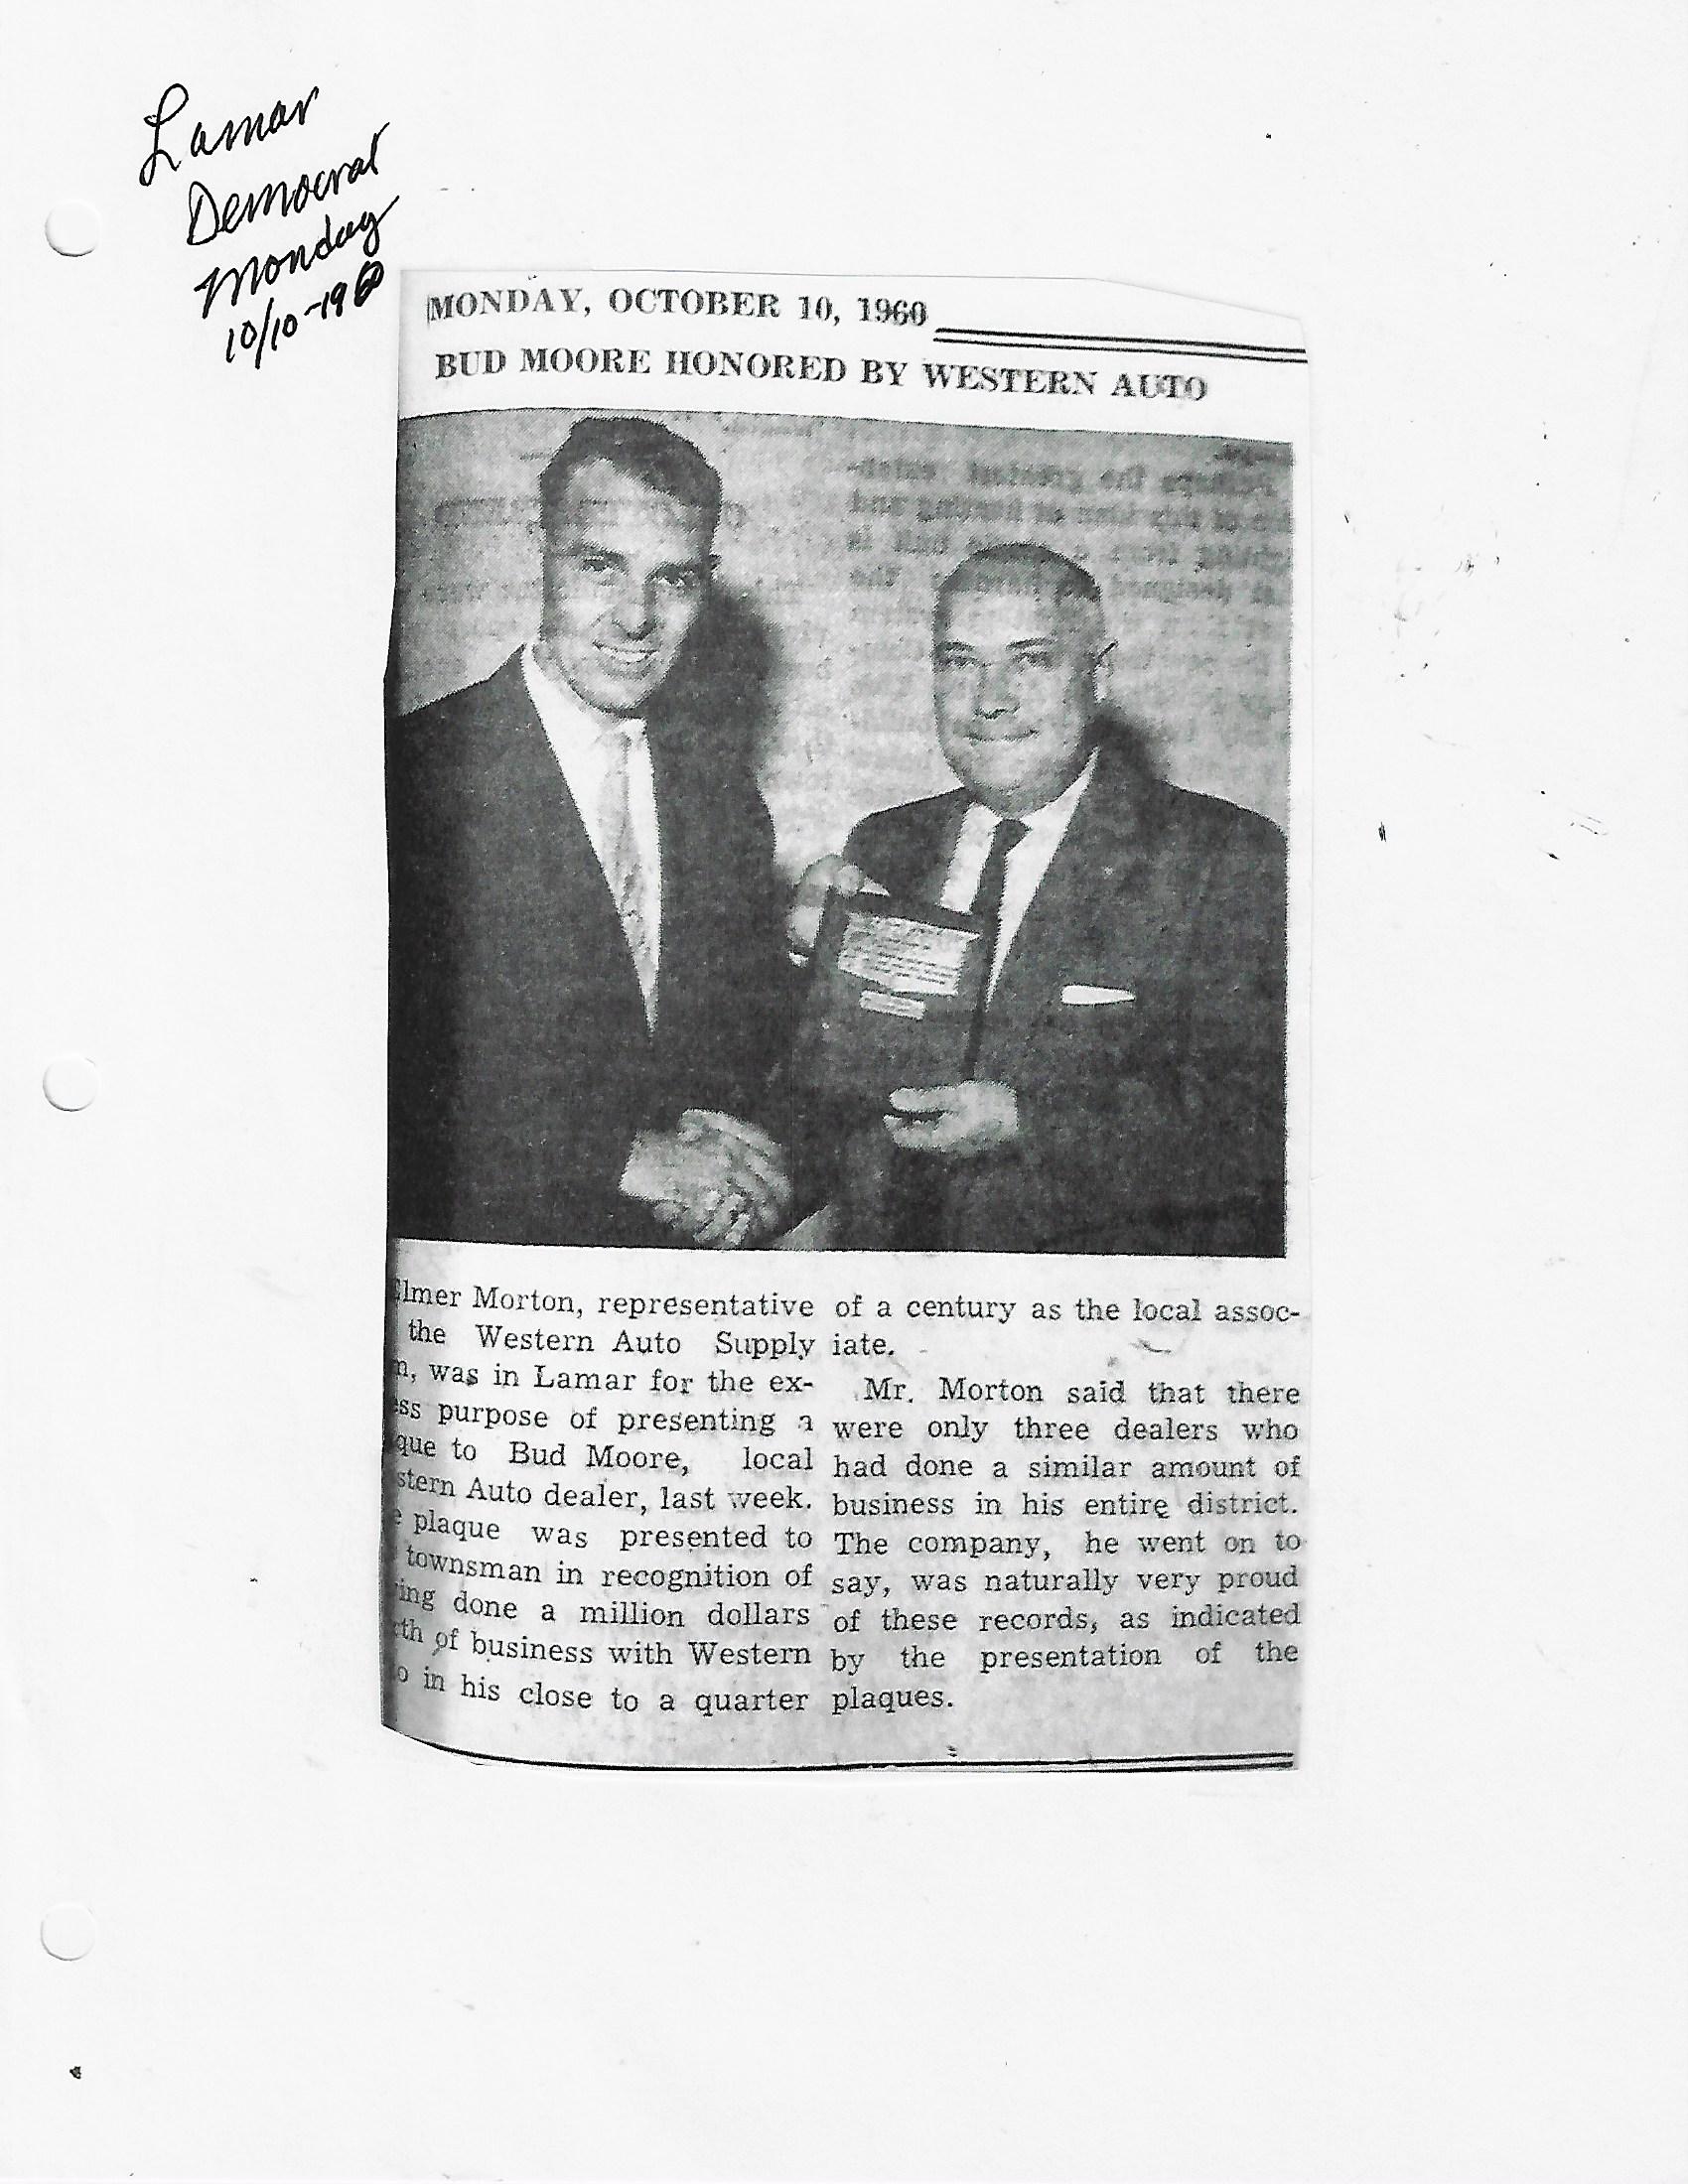 Lamar
Democrat
Monday
10/10-1960
MONDAY, OCTOBER 10, 1960
BUD MOORE HONORED BY WESTERN AUTO
Elmer Morton, representative
the Western Auto Supply
m, was in Lamar for the ex-
ess purpose of presenting a
que to Bud Moore, local
stern Auto dealer, last week.
e plaque was presented to
townsman in recognition of
ving done a million dollars
rth of business with Western
o in his close to a quarter
of a century as the local assoc-
iate.
Mr. Morton said that there
were only three dealers who
had done a similar amount of
business in his entire district.
The company, he went on to
say, was naturally very proud
of these records, as indicated
by the presentation of the
plaques.